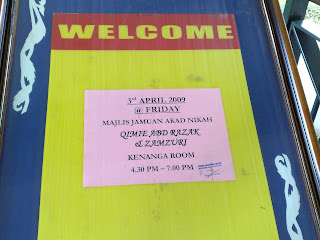 WELCOME
3rd APRIL 2009
@ FRIDAY
MAJLIS JAMUAN AKAD NIKAH
QIMIE ABD RAZAK
& ZAMZURI
KENANGA ROOM
4.30 PM – 7.00 PM